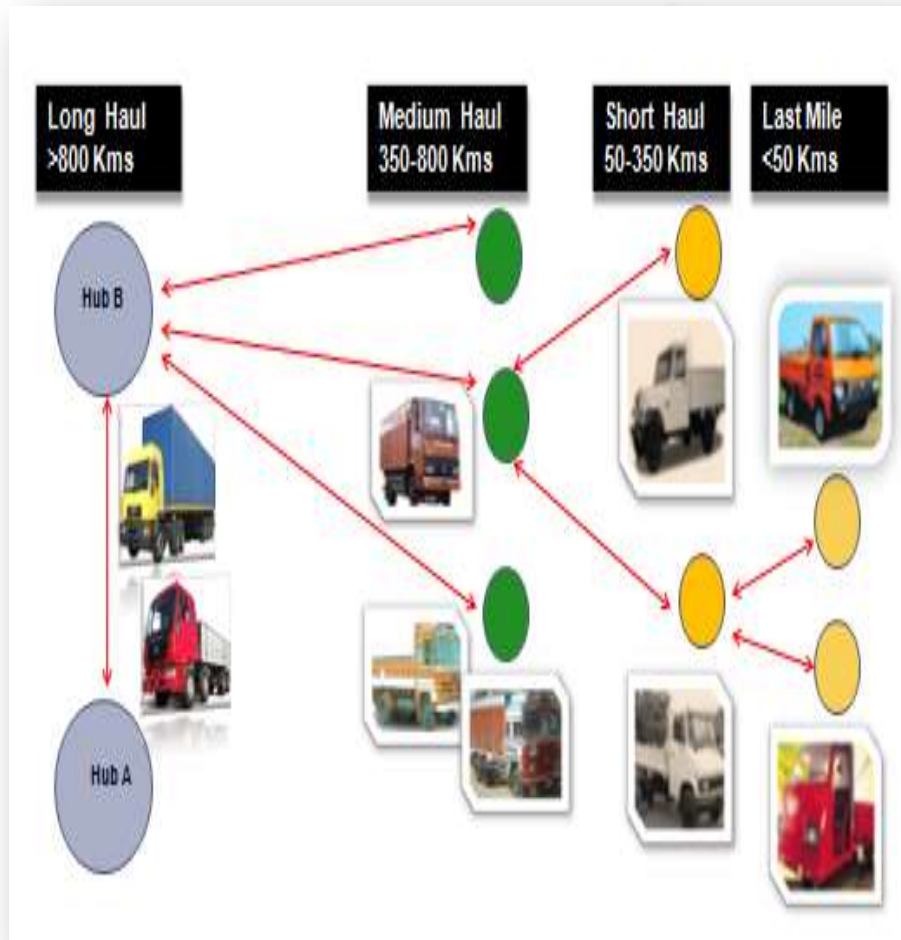 Long Haul
>800 Kms
Medium Haul
350-800 Kms
Short Haul
50-350 Kms
Last Mile
<50 Kms
Hub B
Hub A